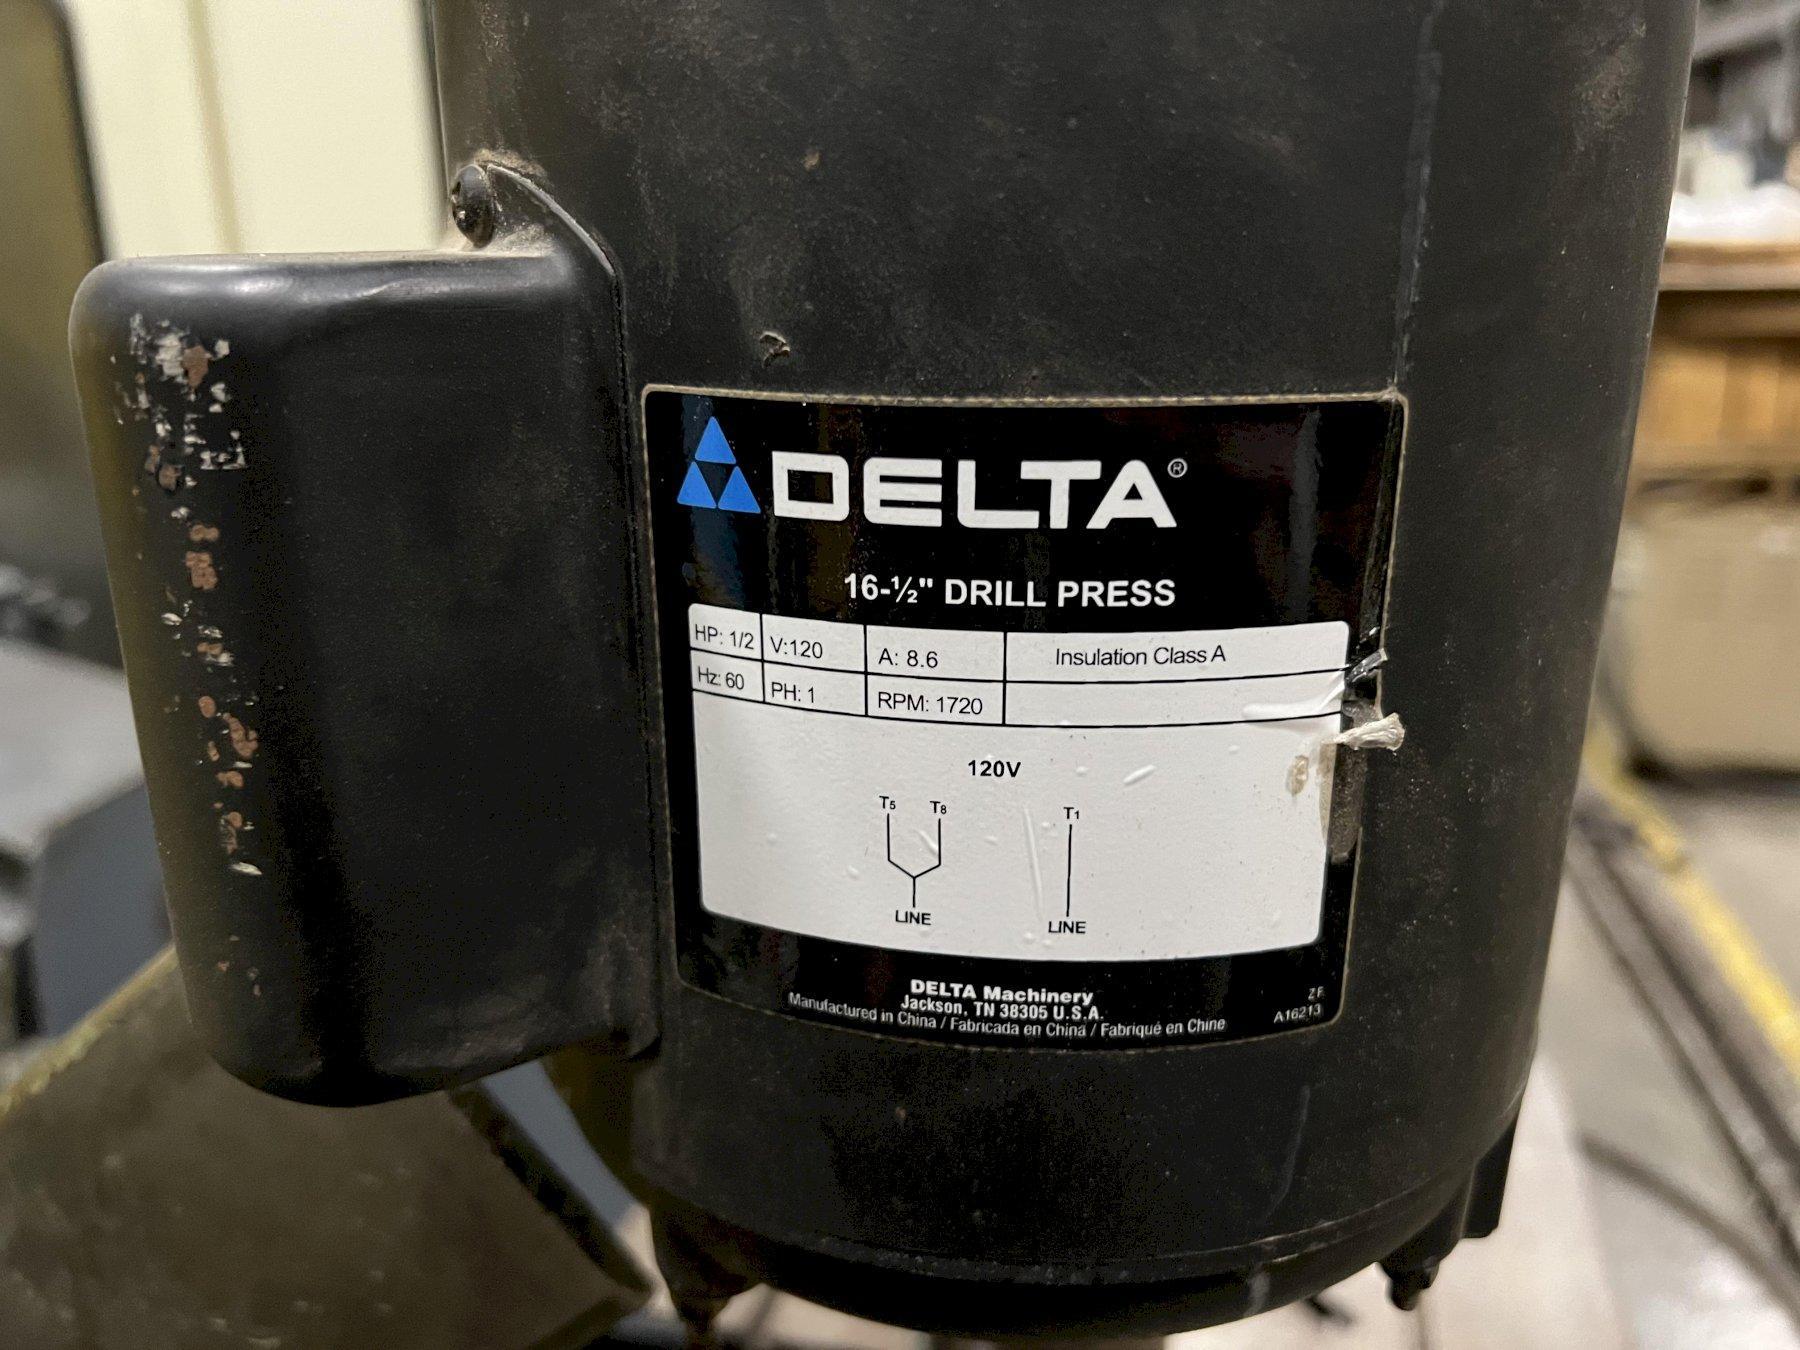 DELTA®
16-½" DRILL PRESS
HP: 1/2 V:120 A: 8.6 Insulation Class A
Hz: 60 PH: 1 RPM: 1720
120V
T5 T8 T1
LINE LINE
DELTA Machinery
Jackson, TN 38305 U.S.A.
Manufactured in China / Fabricada en China / Fabriqué en Chine
ZF
A16213